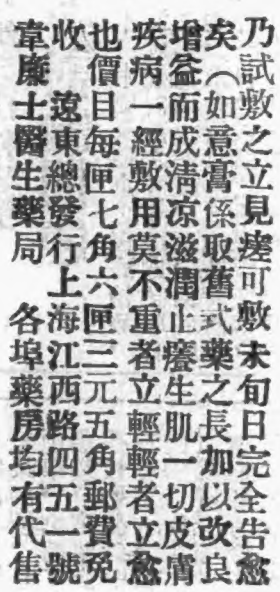 乃試敷之立見瘥可敷未旬日完全告愈
矣（如意膏係取舊式藥之長加以改良
增益而成清凉滋潤止癢生肌一切皮膚
疾病一經敷用莫不重者立輕輕者立愈
也價目每匣七角六匣三元五角郵費免
收　遠東總發行上海江西路四五一號
韋廉士醫生藥局　各埠藥房均有代售